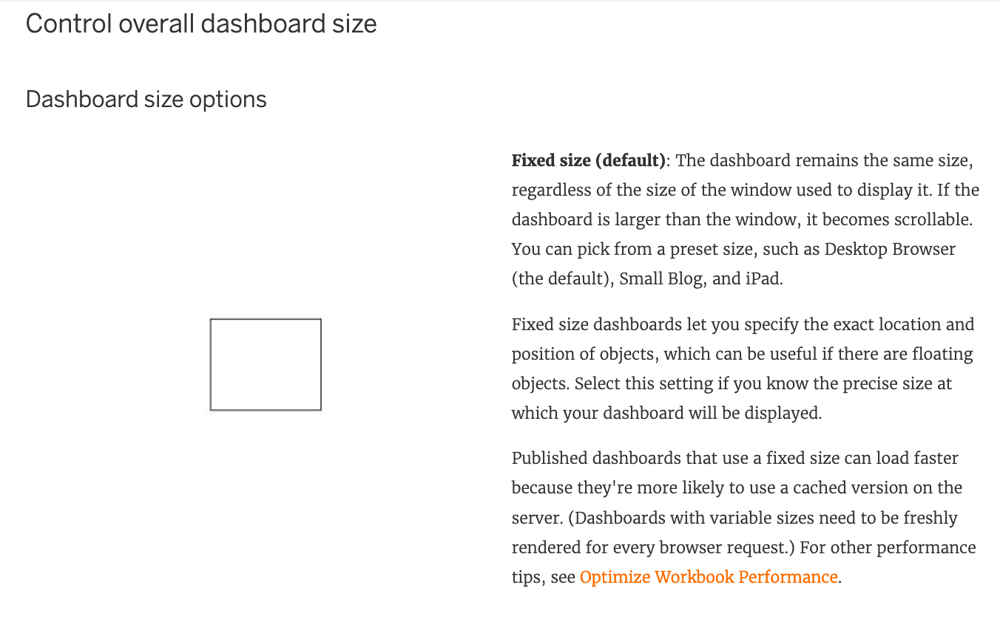 Control overall dashboard size
Dashboard size options
Fixed size (default): The dashboard remains the same size,
regardless of the size of the window used to display it. If the
dashboard is larger than the window, it becomes scrollable.
You can pick from a preset size, such as Desktop Browser
(the default), Small Blog, and iPad.
Fixed size dashboards let you specify the exact location and
position of objects, which can be useful if there are floating
objects. Select this setting if you know the precise size at
which your dashboard will be displayed.
Published dashboards that use a fixed size can load faster
because they're more likely to use a cached version on the
server. (Dashboards with variable sizes need to be freshly
rendered for every browser request.) For other performance
tips, see Optimize Workbook Performance.